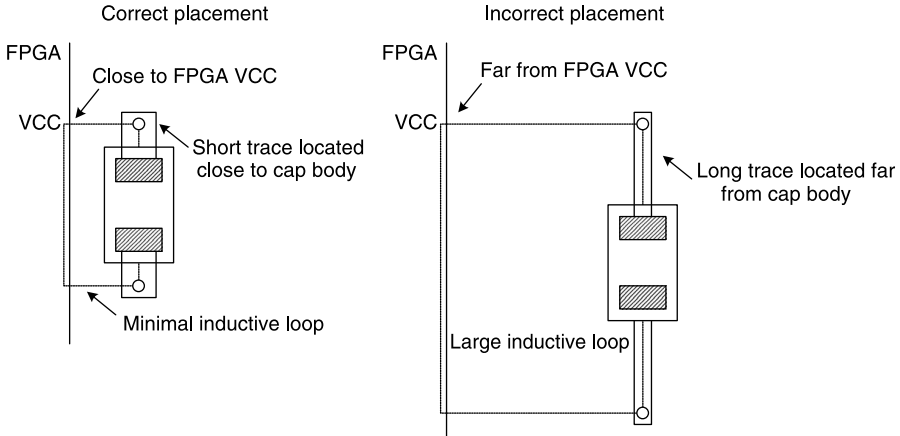 Correct placement
FPGA
Close to FPGA VCC
VCC
Short trace located
close to cap body
Minimal inductive loop
Incorrect placement
FPGA
Far from FPGA VCC
VCC
Long trace located far
from cap body
Large inductive loop